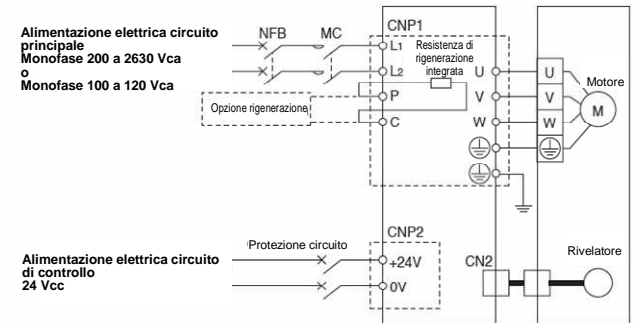 Alimentazione elettrica circuito
principale
Monofase 200 a 2630 Vca
o
Monofase 100 a 120 Vca
NFB
MC
CNP1
L1
Resistenza di
rigenerazione
integrata
L2
U
U
Motore
P
V
V
M
Opzione rigenerazione
C
W
W
CNP2
Protezione circuito
Alimentazione elettrica circuito
di controllo
24 Vcc
+24V
0V
CN2
Rivelatore